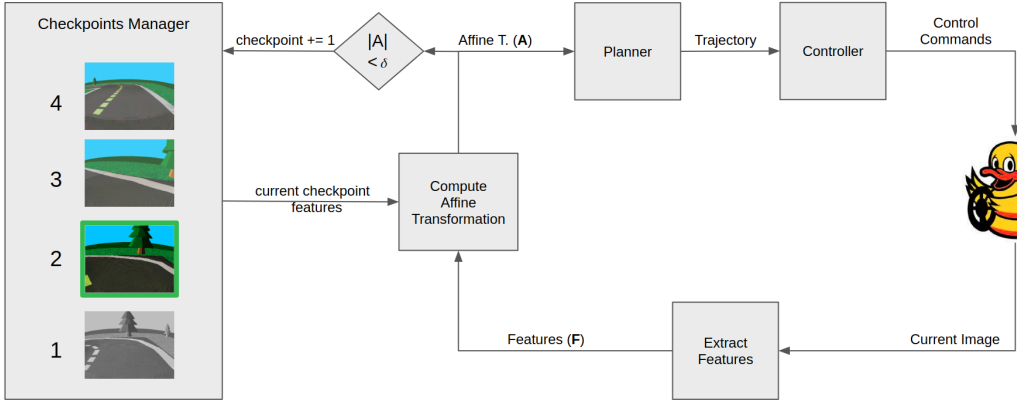 Checkpoints Manager
4
3
2
1
checkpoint += 1
|A|
< δ
Affine T. (A)
Planner
Trajectory
Controller
Control
Commands
current checkpoint
features
Compute
Affine
Transformation
Features (F)
Extract
Features
Current Image